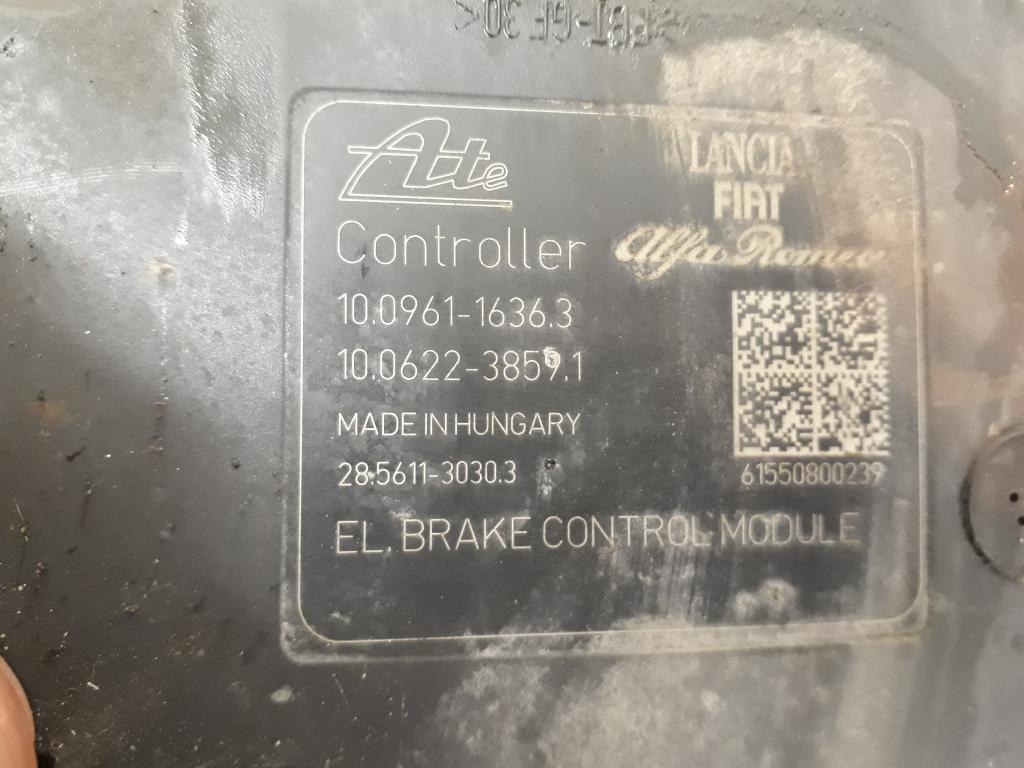 >PBT-GF 30<
Ate
LANCIA
FIAT
Alfa Romeo
Controller
10.0961-1636.3
10.0622-3859.1
MADE IN HUNGARY
28.5611-3030.3
61550800239
EL. BRAKE CONTROL MODULE